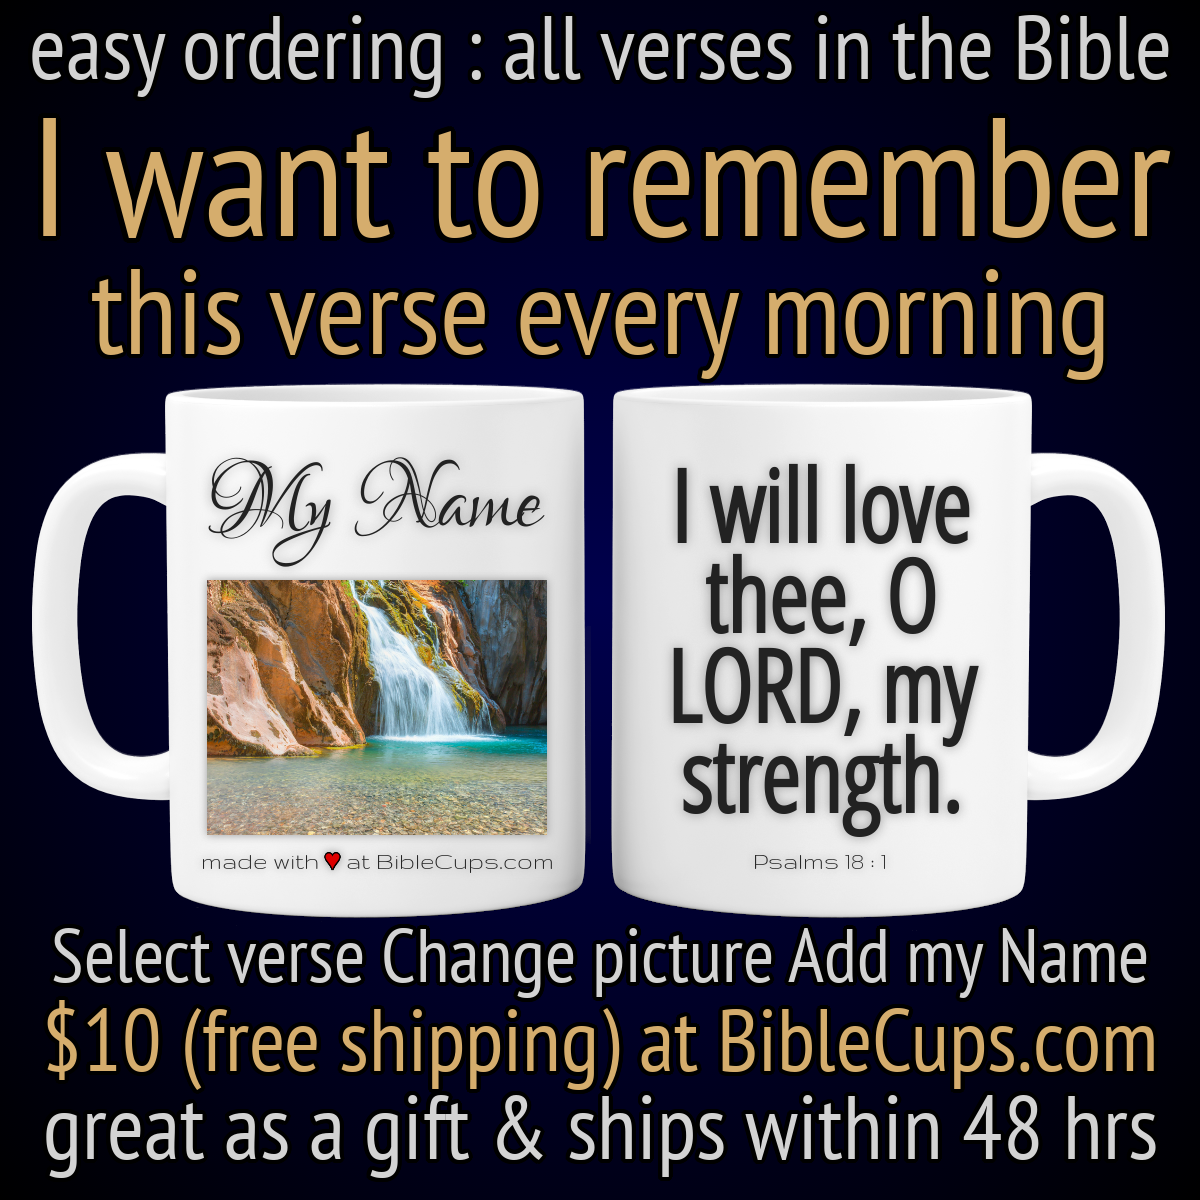 easy ordering : all verses in the Bible
I want to remember
this verse every morning
My Name
made with ❤ at BibleCups.com
I will love
thee, O
LORD, my
strength.
Psalms 18 : 1
Select verse Change picture Add my Name
$10 (free shipping) at BibleCups.com
great as a gift & ships within 48 hrs